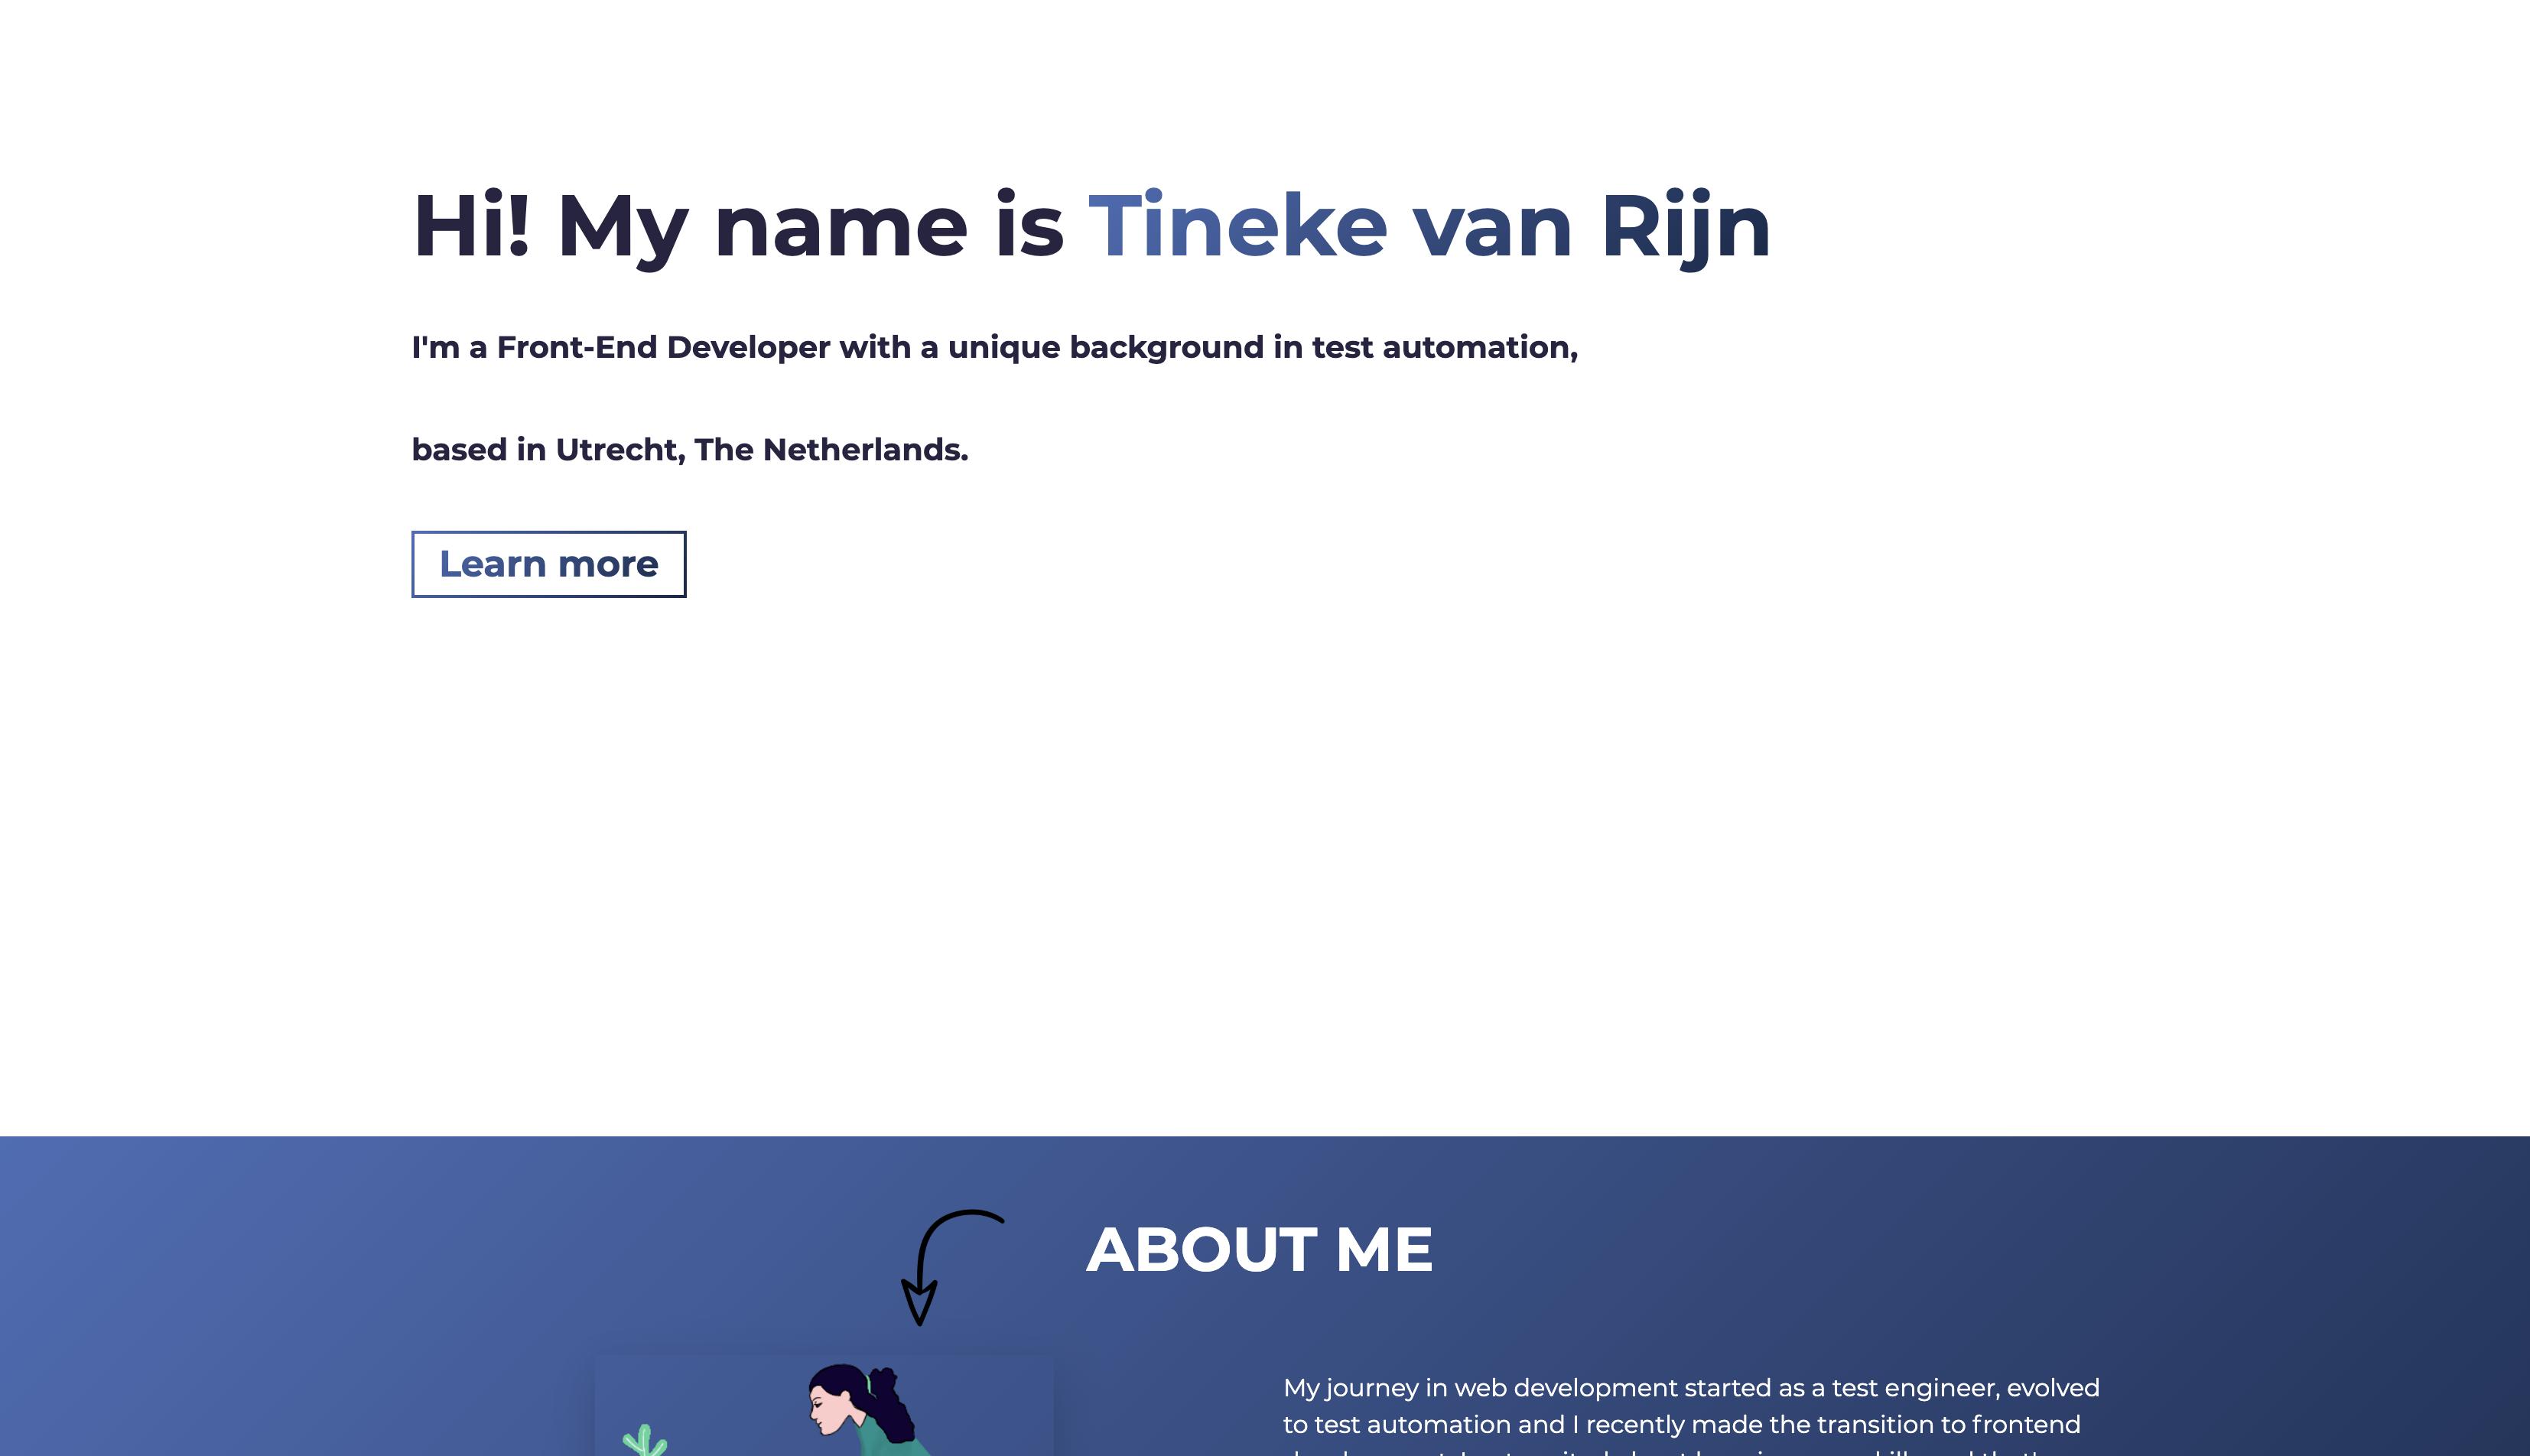 Hi! My name is Tineke van Rijn
I'm a Front-End Developer with a unique background in test automation,
based in Utrecht, The Netherlands.
Learn more
ABOUT ME
My journey in web development started as a test engineer, evolved
to test automation and I recently made the transition to frontend